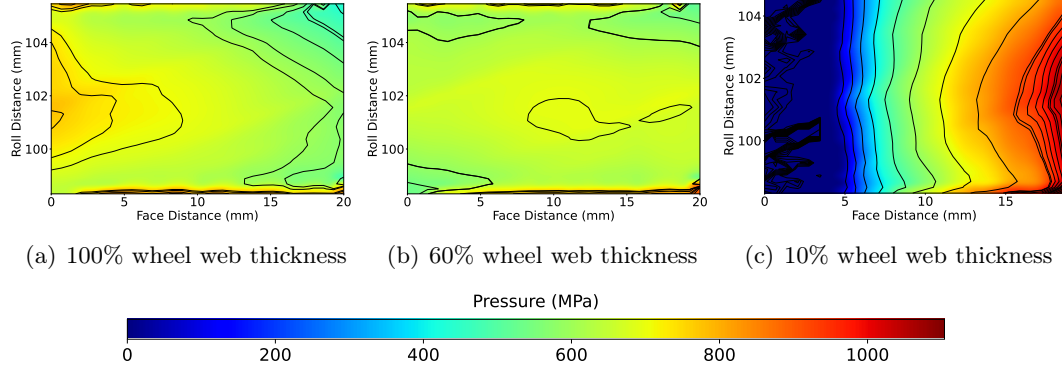 104
102
100
Roll Distance (mm)
0 5 10 15 20
Face Distance (mm)
104
102
100
Roll Distance (mm)
0 5 10 15 20
Face Distance (mm)
104
102
100
Roll Distance (mm)
0 5 10 15
Face Distance (mm)
(a) 100% wheel web thickness
(b) 60% wheel web thickness
(c) 10% wheel web thickness
Pressure (MPa)
0 200 400 600 800 1000